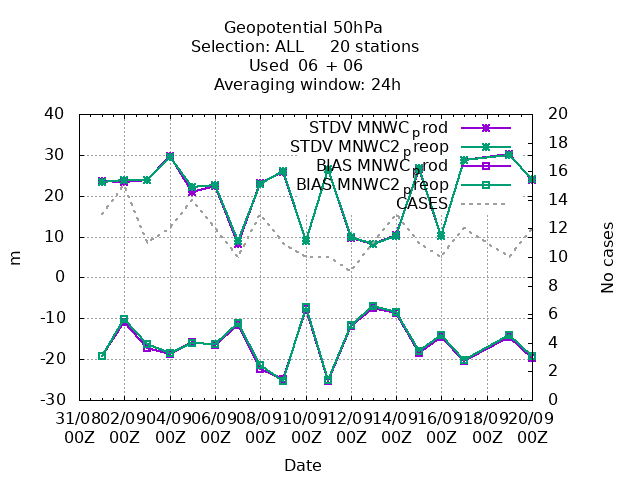 Geopotential 50hPa
Selection: ALL 20 stations
Used 06 + 06
Averaging window: 24h
40
30
20
10
0
-10
-20
-30
20
18
16
14
12
10
8
6
4
2
0
STDV MNWC_prod
STDV MNWC2_preop
BIAS MNWC_prod
BIAS MNWC2_preop
CASES
m
No cases
31/08 02/09 04/09 06/09 08/09 10/09 12/09 14/09 16/09 18/09 20/09
00Z 00Z 00Z 00Z 00Z 00Z 00Z 00Z 00Z 00Z 00Z
Date